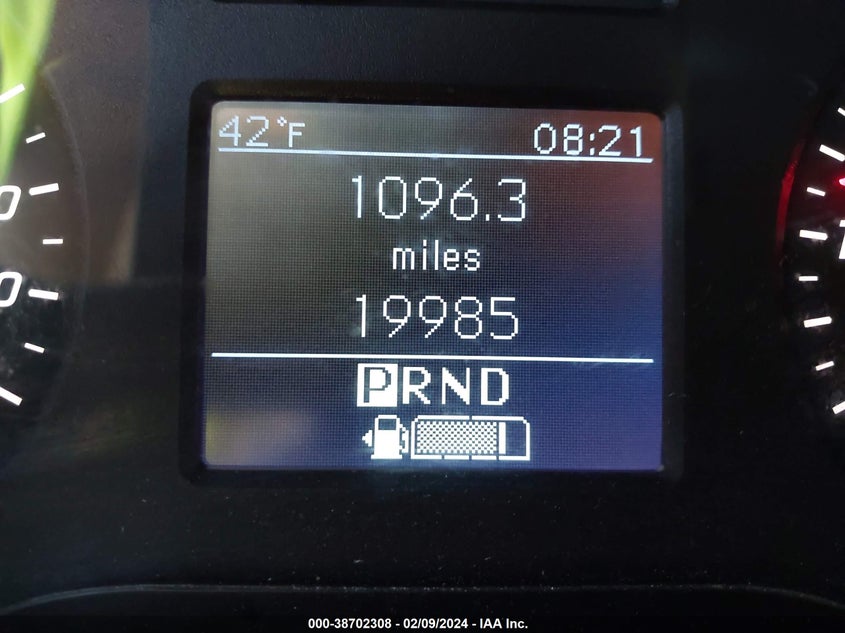 42°F 08:21
1096.3
miles
19985
PRND
000-38702308 - 02/09/2024 - IAA Inc.